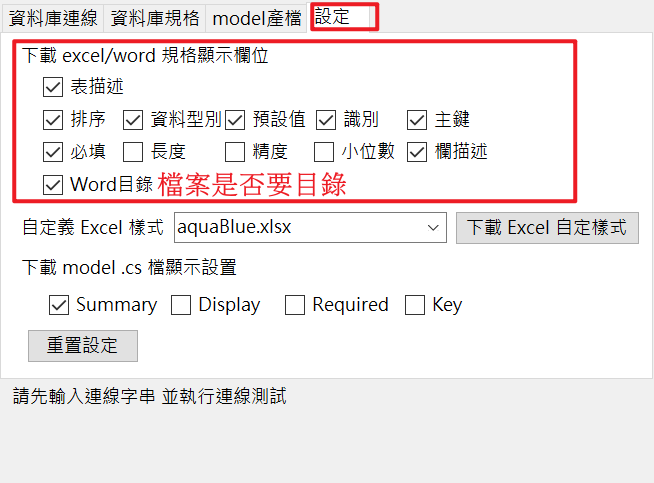 資料庫連線 資料庫規格 model產檔 設定
下載 excel/word 規格顯示欄位
表描述
排序 資料型別 預設值 識別 主鍵
必填 長度 精度 小位數 欄描述
Word目錄 檔案是否要目錄
自定義 Excel 樣式 aquaBlue.xlsx 下載 Excel 自定樣式
下載 model .cs 檔顯示設置
Summary Display Required Key
重置設定
請先輸入連線字串 並執行連線測試